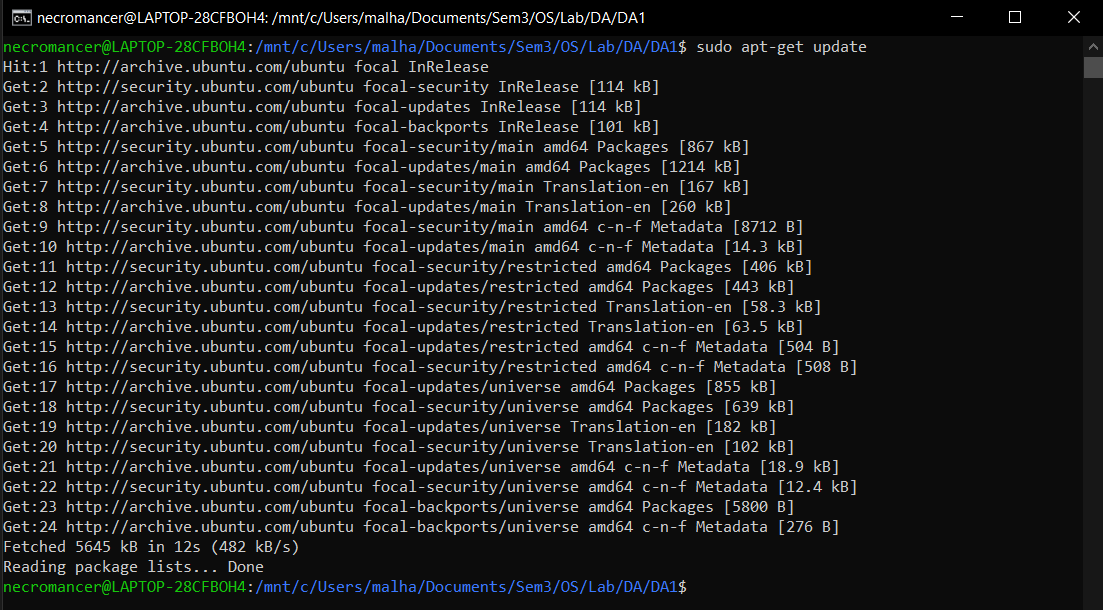 necromancer@LAPTOP-28CFBOH4: /mnt/c/Users/malha/Documents/Sem3/OS/Lab/DA/DA1
necromancer@LAPTOP-28CFBOH4:/mnt/c/Users/malha/Documents/Sem3/OS/Lab/DA/DA1$ sudo apt-get update
Hit:1 http://archive.ubuntu.com/ubuntu focal InRelease
Get:2 http://security.ubuntu.com/ubuntu focal-security InRelease [114 kB]
Get:3 http://archive.ubuntu.com/ubuntu focal-updates InRelease [114 kB]
Get:4 http://archive.ubuntu.com/ubuntu focal-backports InRelease [101 kB]
Get:5 http://security.ubuntu.com/ubuntu focal-security/main amd64 Packages [867 kB]
Get:6 http://archive.ubuntu.com/ubuntu focal-updates/main amd64 Packages [1214 kB]
Get:7 http://security.ubuntu.com/ubuntu focal-security/main Translation-en [167 kB]
Get:8 http://archive.ubuntu.com/ubuntu focal-updates/main Translation-en [260 kB]
Get:9 http://security.ubuntu.com/ubuntu focal-security/main amd64 c-n-f Metadata [8712 B]
Get:10 http://archive.ubuntu.com/ubuntu focal-updates/main amd64 c-n-f Metadata [14.3 kB]
Get:11 http://security.ubuntu.com/ubuntu focal-security/restricted amd64 Packages [406 kB]
Get:12 http://archive.ubuntu.com/ubuntu focal-updates/restricted amd64 Packages [443 kB]
Get:13 http://security.ubuntu.com/ubuntu focal-security/restricted Translation-en [58.3 kB]
Get:14 http://archive.ubuntu.com/ubuntu focal-updates/restricted Translation-en [63.5 kB]
Get:15 http://archive.ubuntu.com/ubuntu focal-updates/restricted amd64 c-n-f Metadata [504 B]
Get:16 http://security.ubuntu.com/ubuntu focal-security/restricted amd64 c-n-f Metadata [508 B]
Get:17 http://archive.ubuntu.com/ubuntu focal-updates/universe amd64 Packages [855 kB]
Get:18 http://security.ubuntu.com/ubuntu focal-security/universe amd64 Packages [639 kB]
Get:19 http://archive.ubuntu.com/ubuntu focal-updates/universe Translation-en [182 kB]
Get:20 http://security.ubuntu.com/ubuntu focal-security/universe Translation-en [102 kB]
Get:21 http://archive.ubuntu.com/ubuntu focal-updates/universe amd64 c-n-f Metadata [18.9 kB]
Get:22 http://security.ubuntu.com/ubuntu focal-security/universe amd64 c-n-f Metadata [12.4 kB]
Get:23 http://archive.ubuntu.com/ubuntu focal-backports/universe amd64 Packages [5800 B]
Get:24 http://archive.ubuntu.com/ubuntu focal-backports/universe amd64 c-n-f Metadata [276 B]
Fetched 5645 kB in 12s (482 kB/s)
Reading package lists... Done
necromancer@LAPTOP-28CFBOH4:/mnt/c/Users/malha/Documents/Sem3/OS/Lab/DA/DA1$